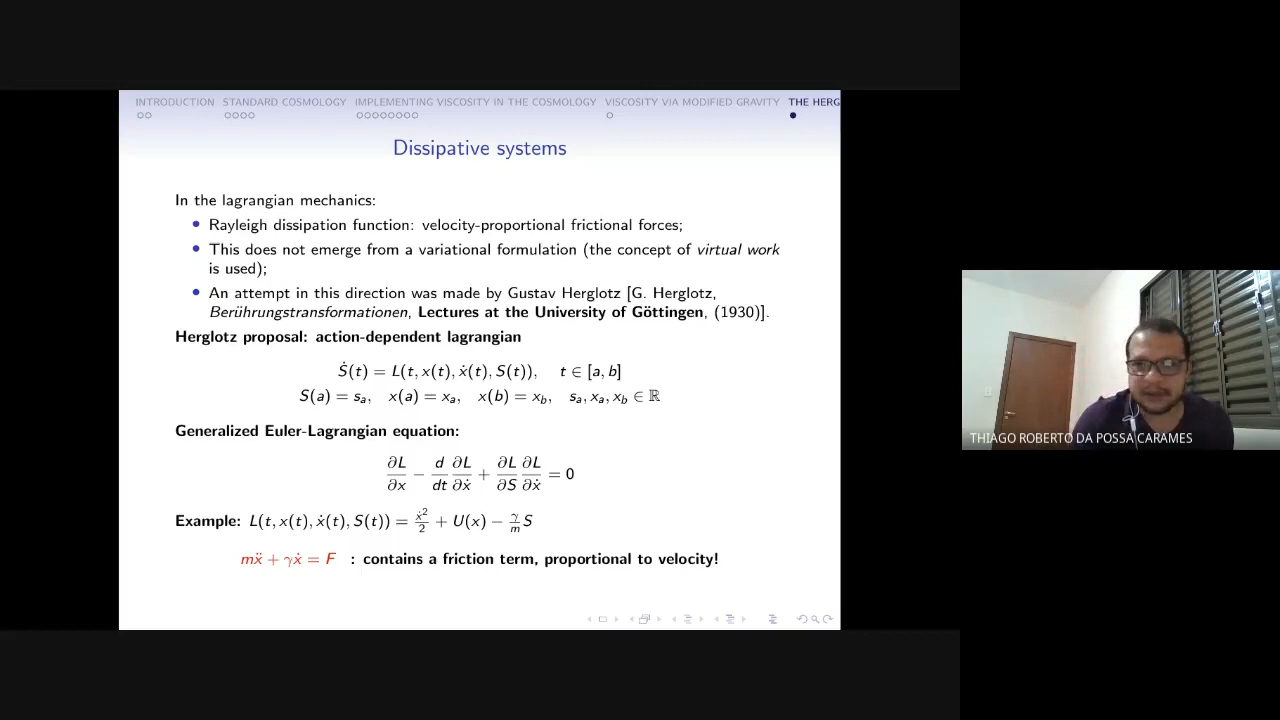 INTRODUCTION STANDARD COSMOLOGY IMPLEMENTING VISCOSITY IN THE COSMOLOGY VISCOSITY VIA MODIFIED GRAVITY THE HERG
Dissipative systems
In the lagrangian mechanics:
• Rayleigh dissipation function: velocity-proportional frictional forces;
• This does not emerge from a variational formulation (the concept of virtual work
is used);
• An attempt in this direction was made by Gustav Herglotz [G. Herglotz,
Berührungstransformationen, Lectures at the University of Göttingen, (1930)].
Herglotz proposal: action-dependent lagrangian
Ṡ(t) = L(t, x(t), ẋ(t), S(t)), t ∈ [a, b]
S(a) = sₐ, x(a) = xₐ, x(b) = x_b, sₐ, xₐ, x_b ∈ ℝ
Generalized Euler-Lagrangian equation:
∂L/∂x − d/dt ∂L/∂ẋ + ∂L/∂S ∂L/∂ẋ = 0
Example: L(t, x(t), ẋ(t), S(t)) = ẋ²/2 + U(x) − γ/m S
mẍ + γẋ = F : contains a friction term, proportional to velocity!
THIAGO ROBERTO DA POSSA CARAMES